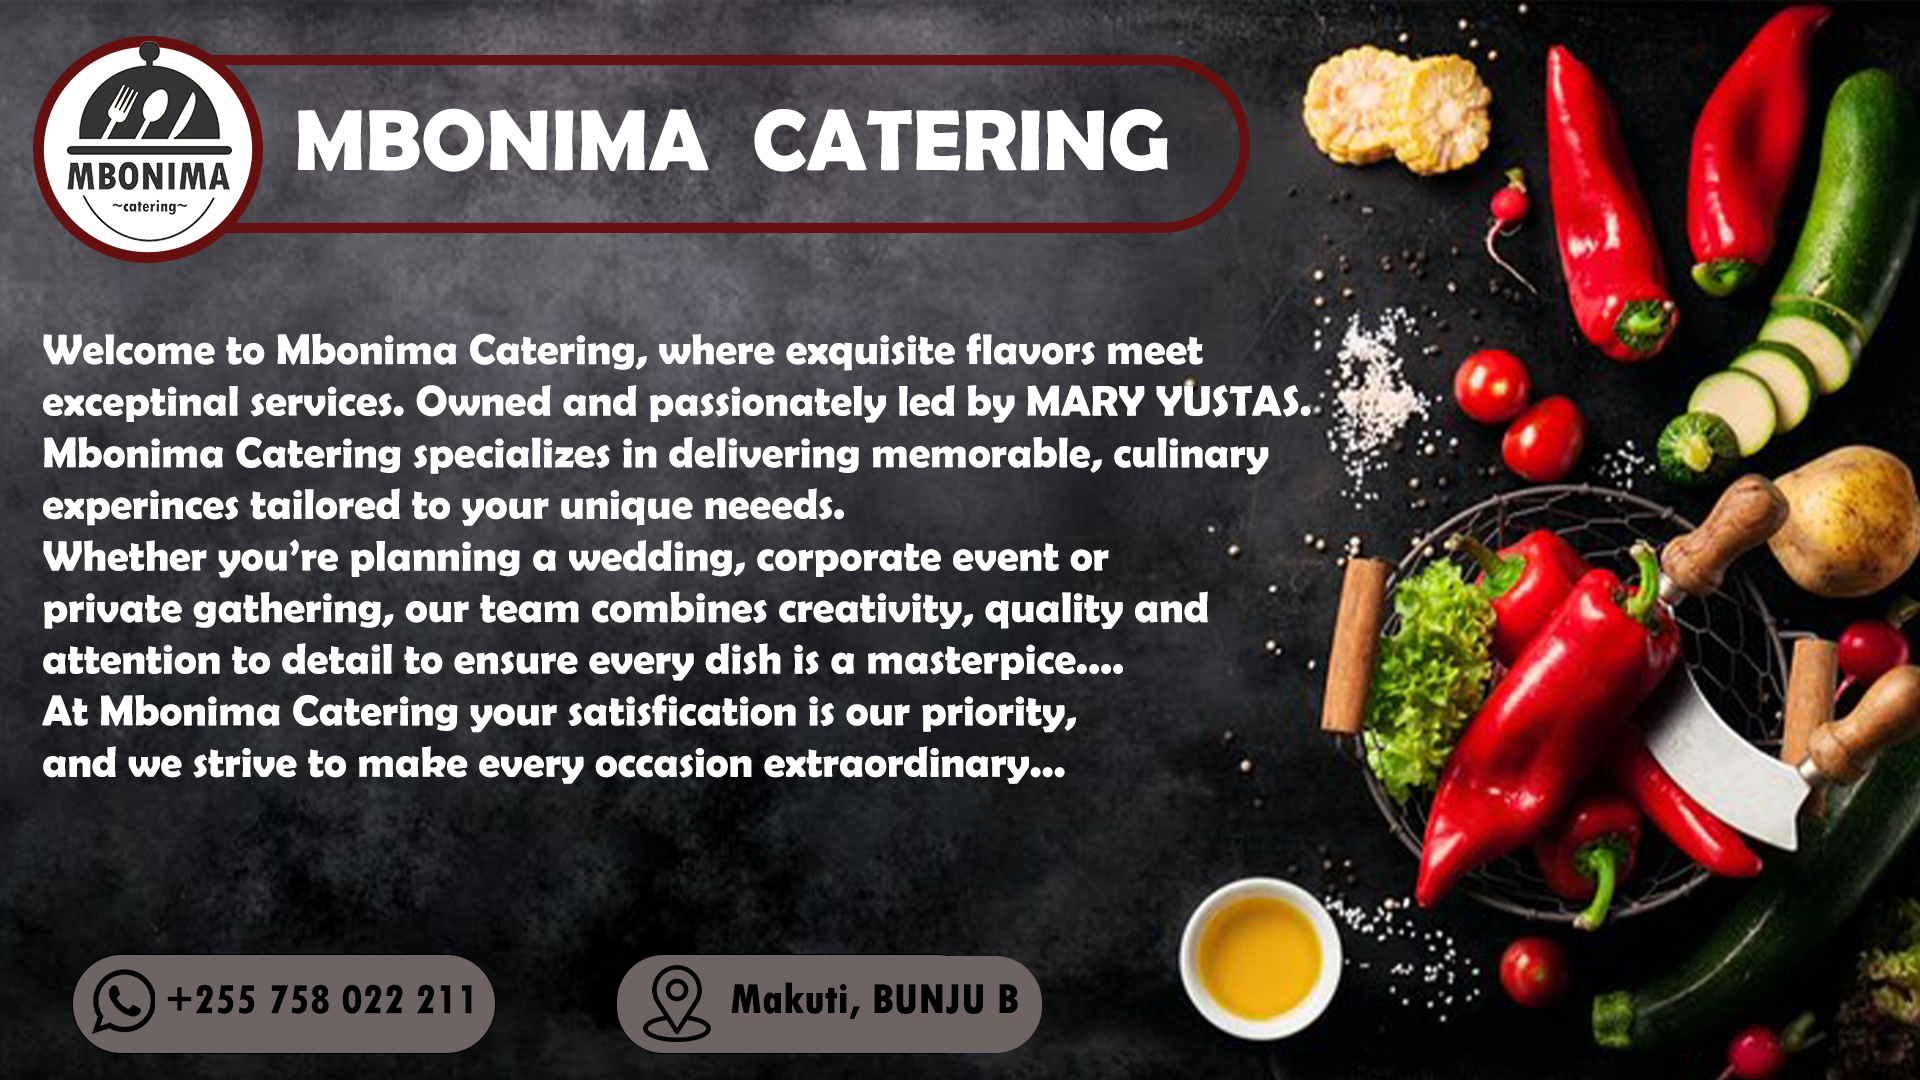 MBONIMA
~catering~
MBONIMA CATERING
Welcome to Mbonima Catering, where exquisite flavors meet
exceptinal services. Owned and passionately led by MARY YUSTAS.
Mbonima Catering specializes in delivering memorable, culinary
experinces tailored to your unique neeeds.
Whether you're planning a wedding, corporate event or
private gathering, our team combines creativity, quality and
attention to detail to ensure every dish is a masterpice....
At Mbonima Catering your satisfication is our priority,
and we strive to make every occasion extraordinary...
+255 758 022 211
Makuti, BUNJU B